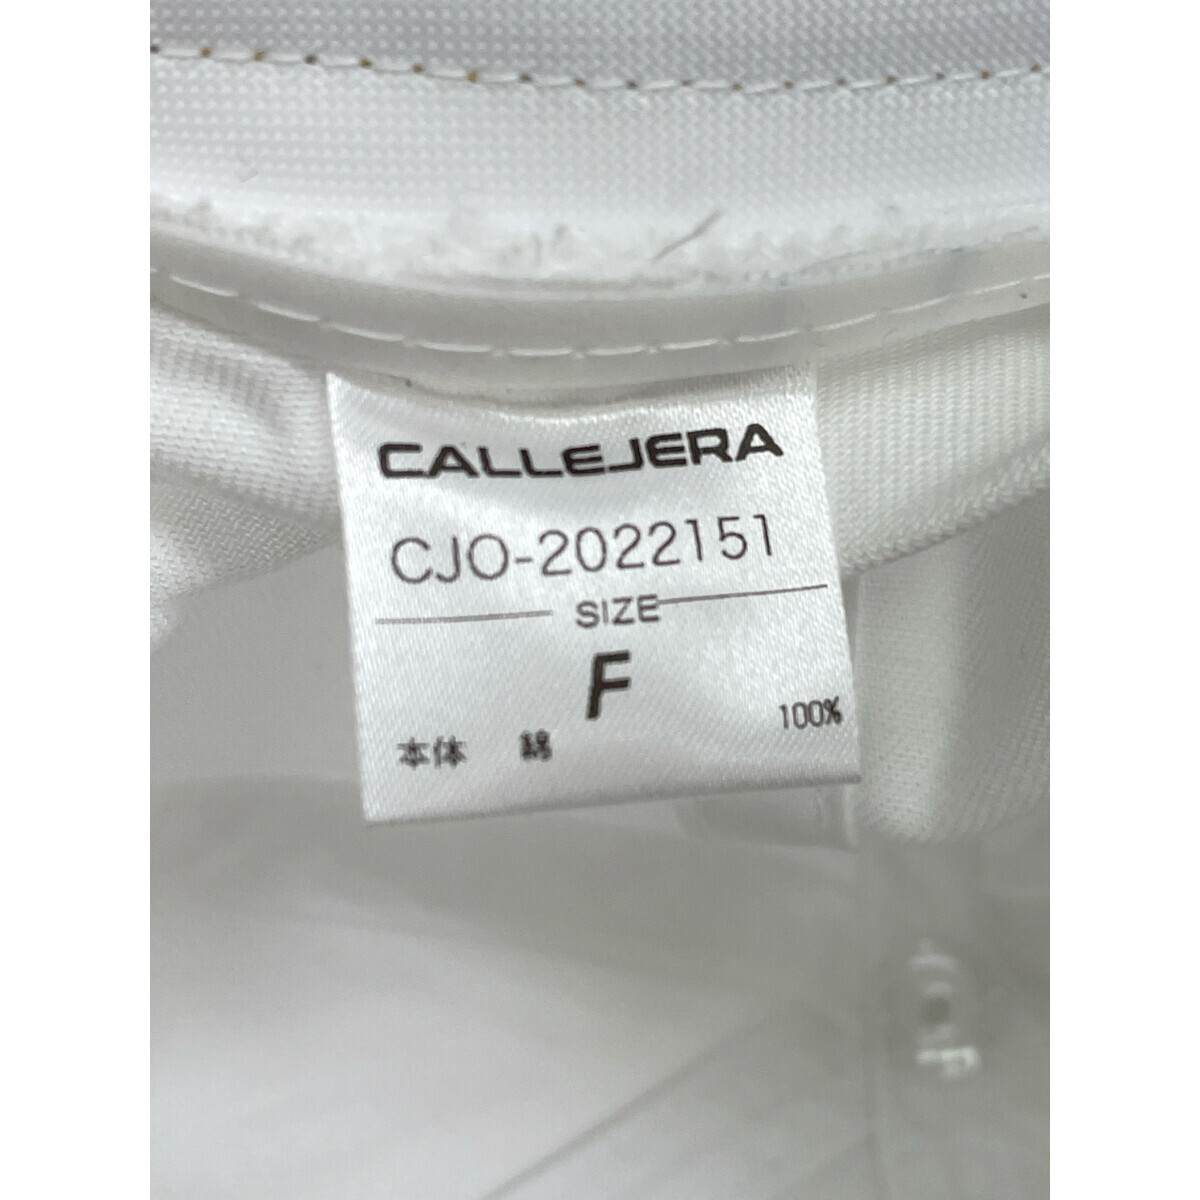 CALLEJERA
CJO-2022151
SIZE
F
本体 綿 100%